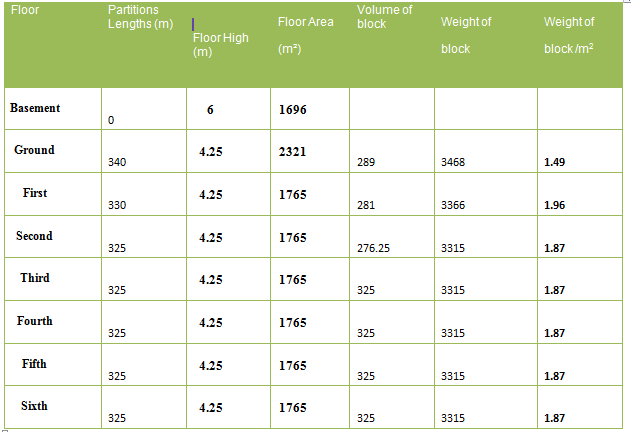 Floor Partitions Lengths (m) Floor High (m) Floor Area (m²) Volume of block Weight of block Weight of block/m²
Basement 0 6 1696
Ground 340 4.25 2321 289 3468 1.49
First 330 4.25 1765 281 3366 1.96
Second 325 4.25 1765 276.25 3315 1.87
Third 325 4.25 1765 325 3315 1.87
Fourth 325 4.25 1765 325 3315 1.87
Fifth 325 4.25 1765 325 3315 1.87
Sixth 325 4.25 1765 325 3315 1.87